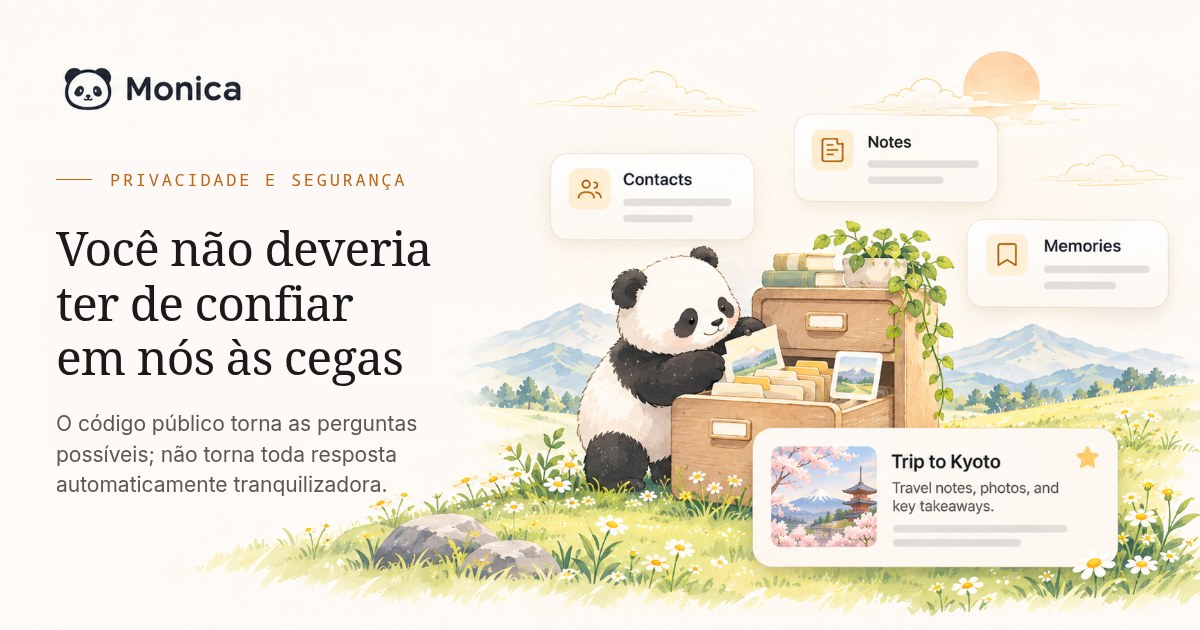 Monica
PRIVACIDADE E SEGURANÇA
Você não deveria
ter de confiar
em nós às cegas
O código público torna as perguntas
possíveis; não torna toda resposta
automaticamente tranquilizadora.
Contacts
Notes
Memories
Trip to Kyoto
Travel notes, photos, and
key takeaways.